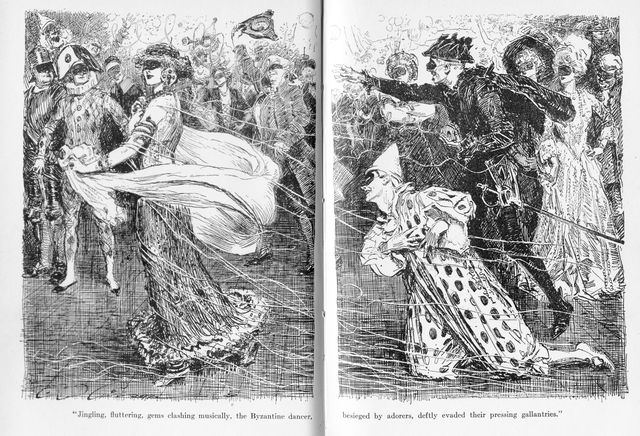 "Jingling, fluttering, gems clashing musically, the Byzantine dancer, besieged by adorers, deftly evaded their pressing gallantries."